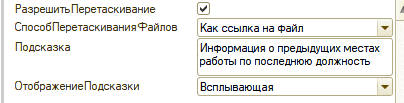 РазрешитьПеретаскивание
СпособПеретаскиванияФайлов Как ссылка на файл
Подсказка Информация о предыдущих местах
работы по последнюю должность
ОтображениеПодсказки Всплывающая